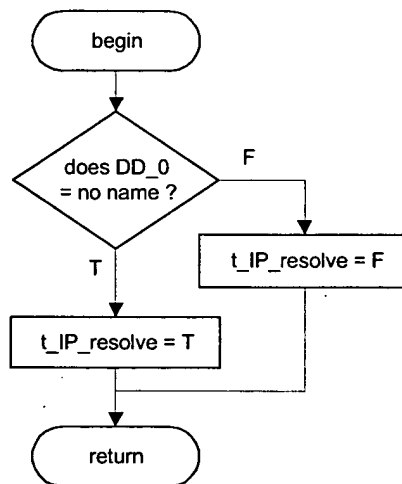 begin
does DD_0
= no name ?
F
T
t_IP_resolve = F
t_IP_resolve = T
return